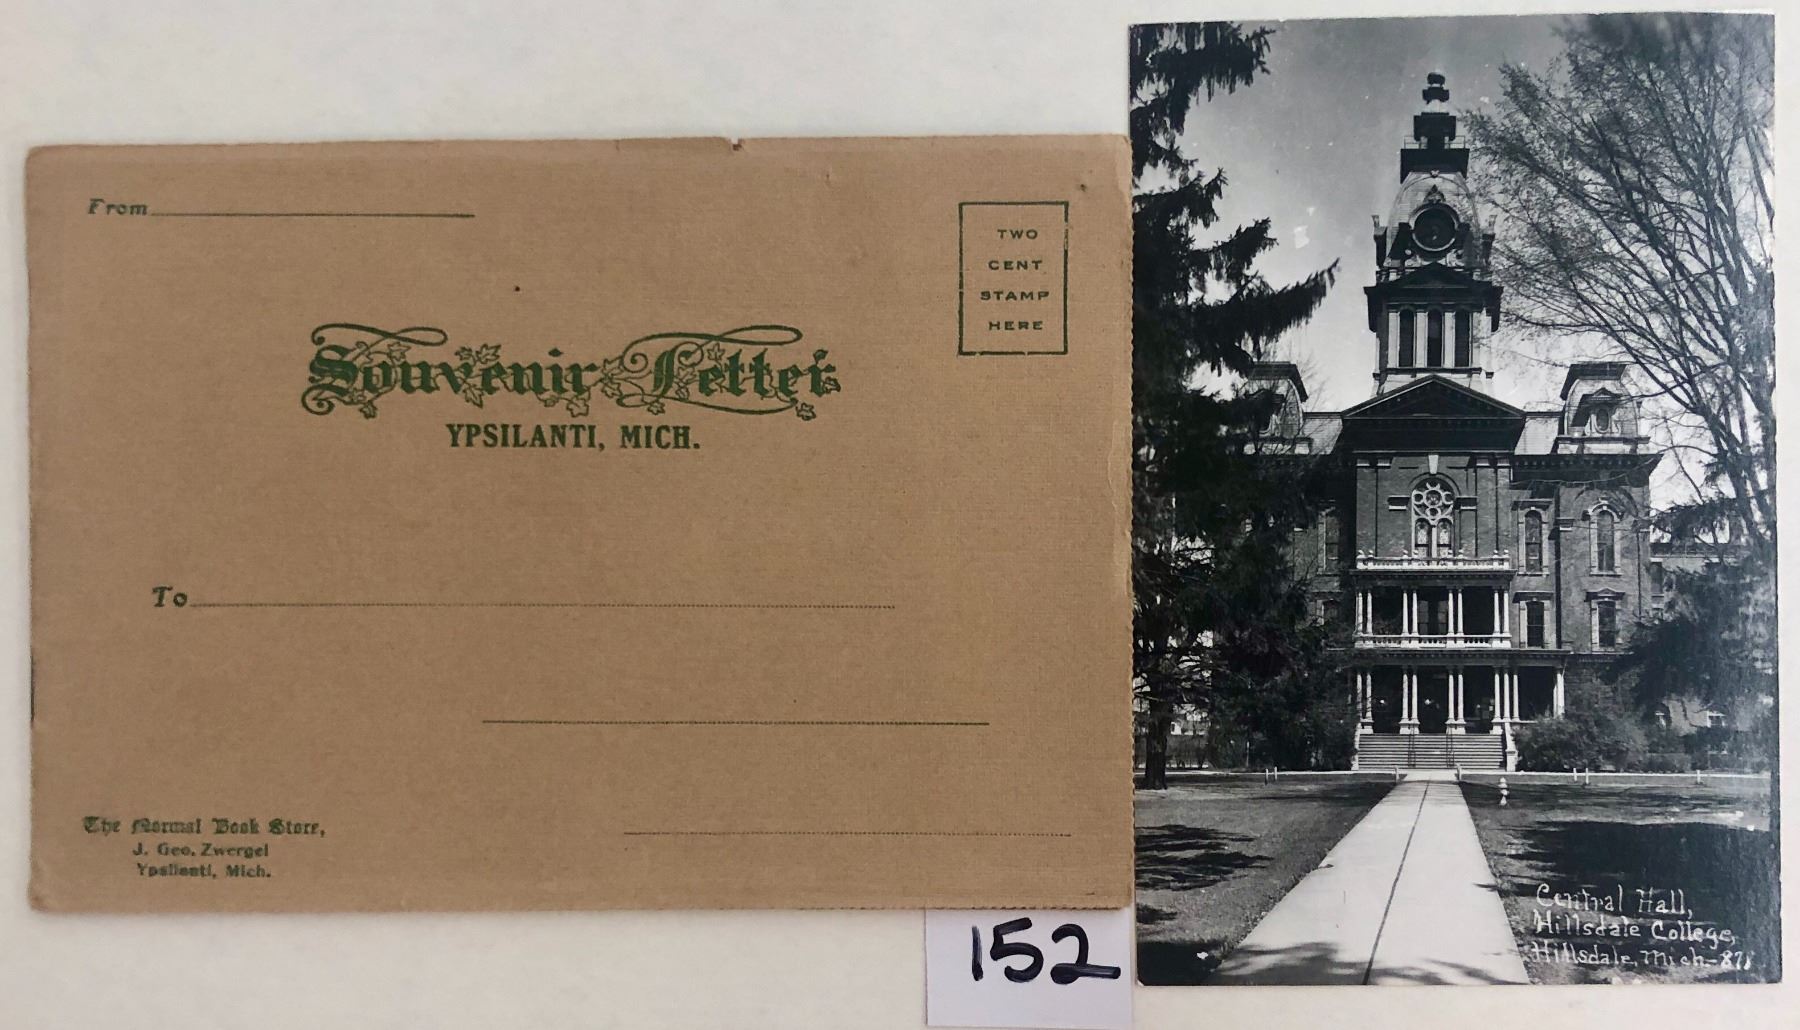 From
TWO
CENT
STAMP
HERE
Souvenir Letter
YPSILANTI, MICH.
To
The Normal Book Store,
J. Geo. Zwergel
Ypsilanti, Mich.
152
Central Hall,
Hillsdale College,
Hillsdale, Mich-871